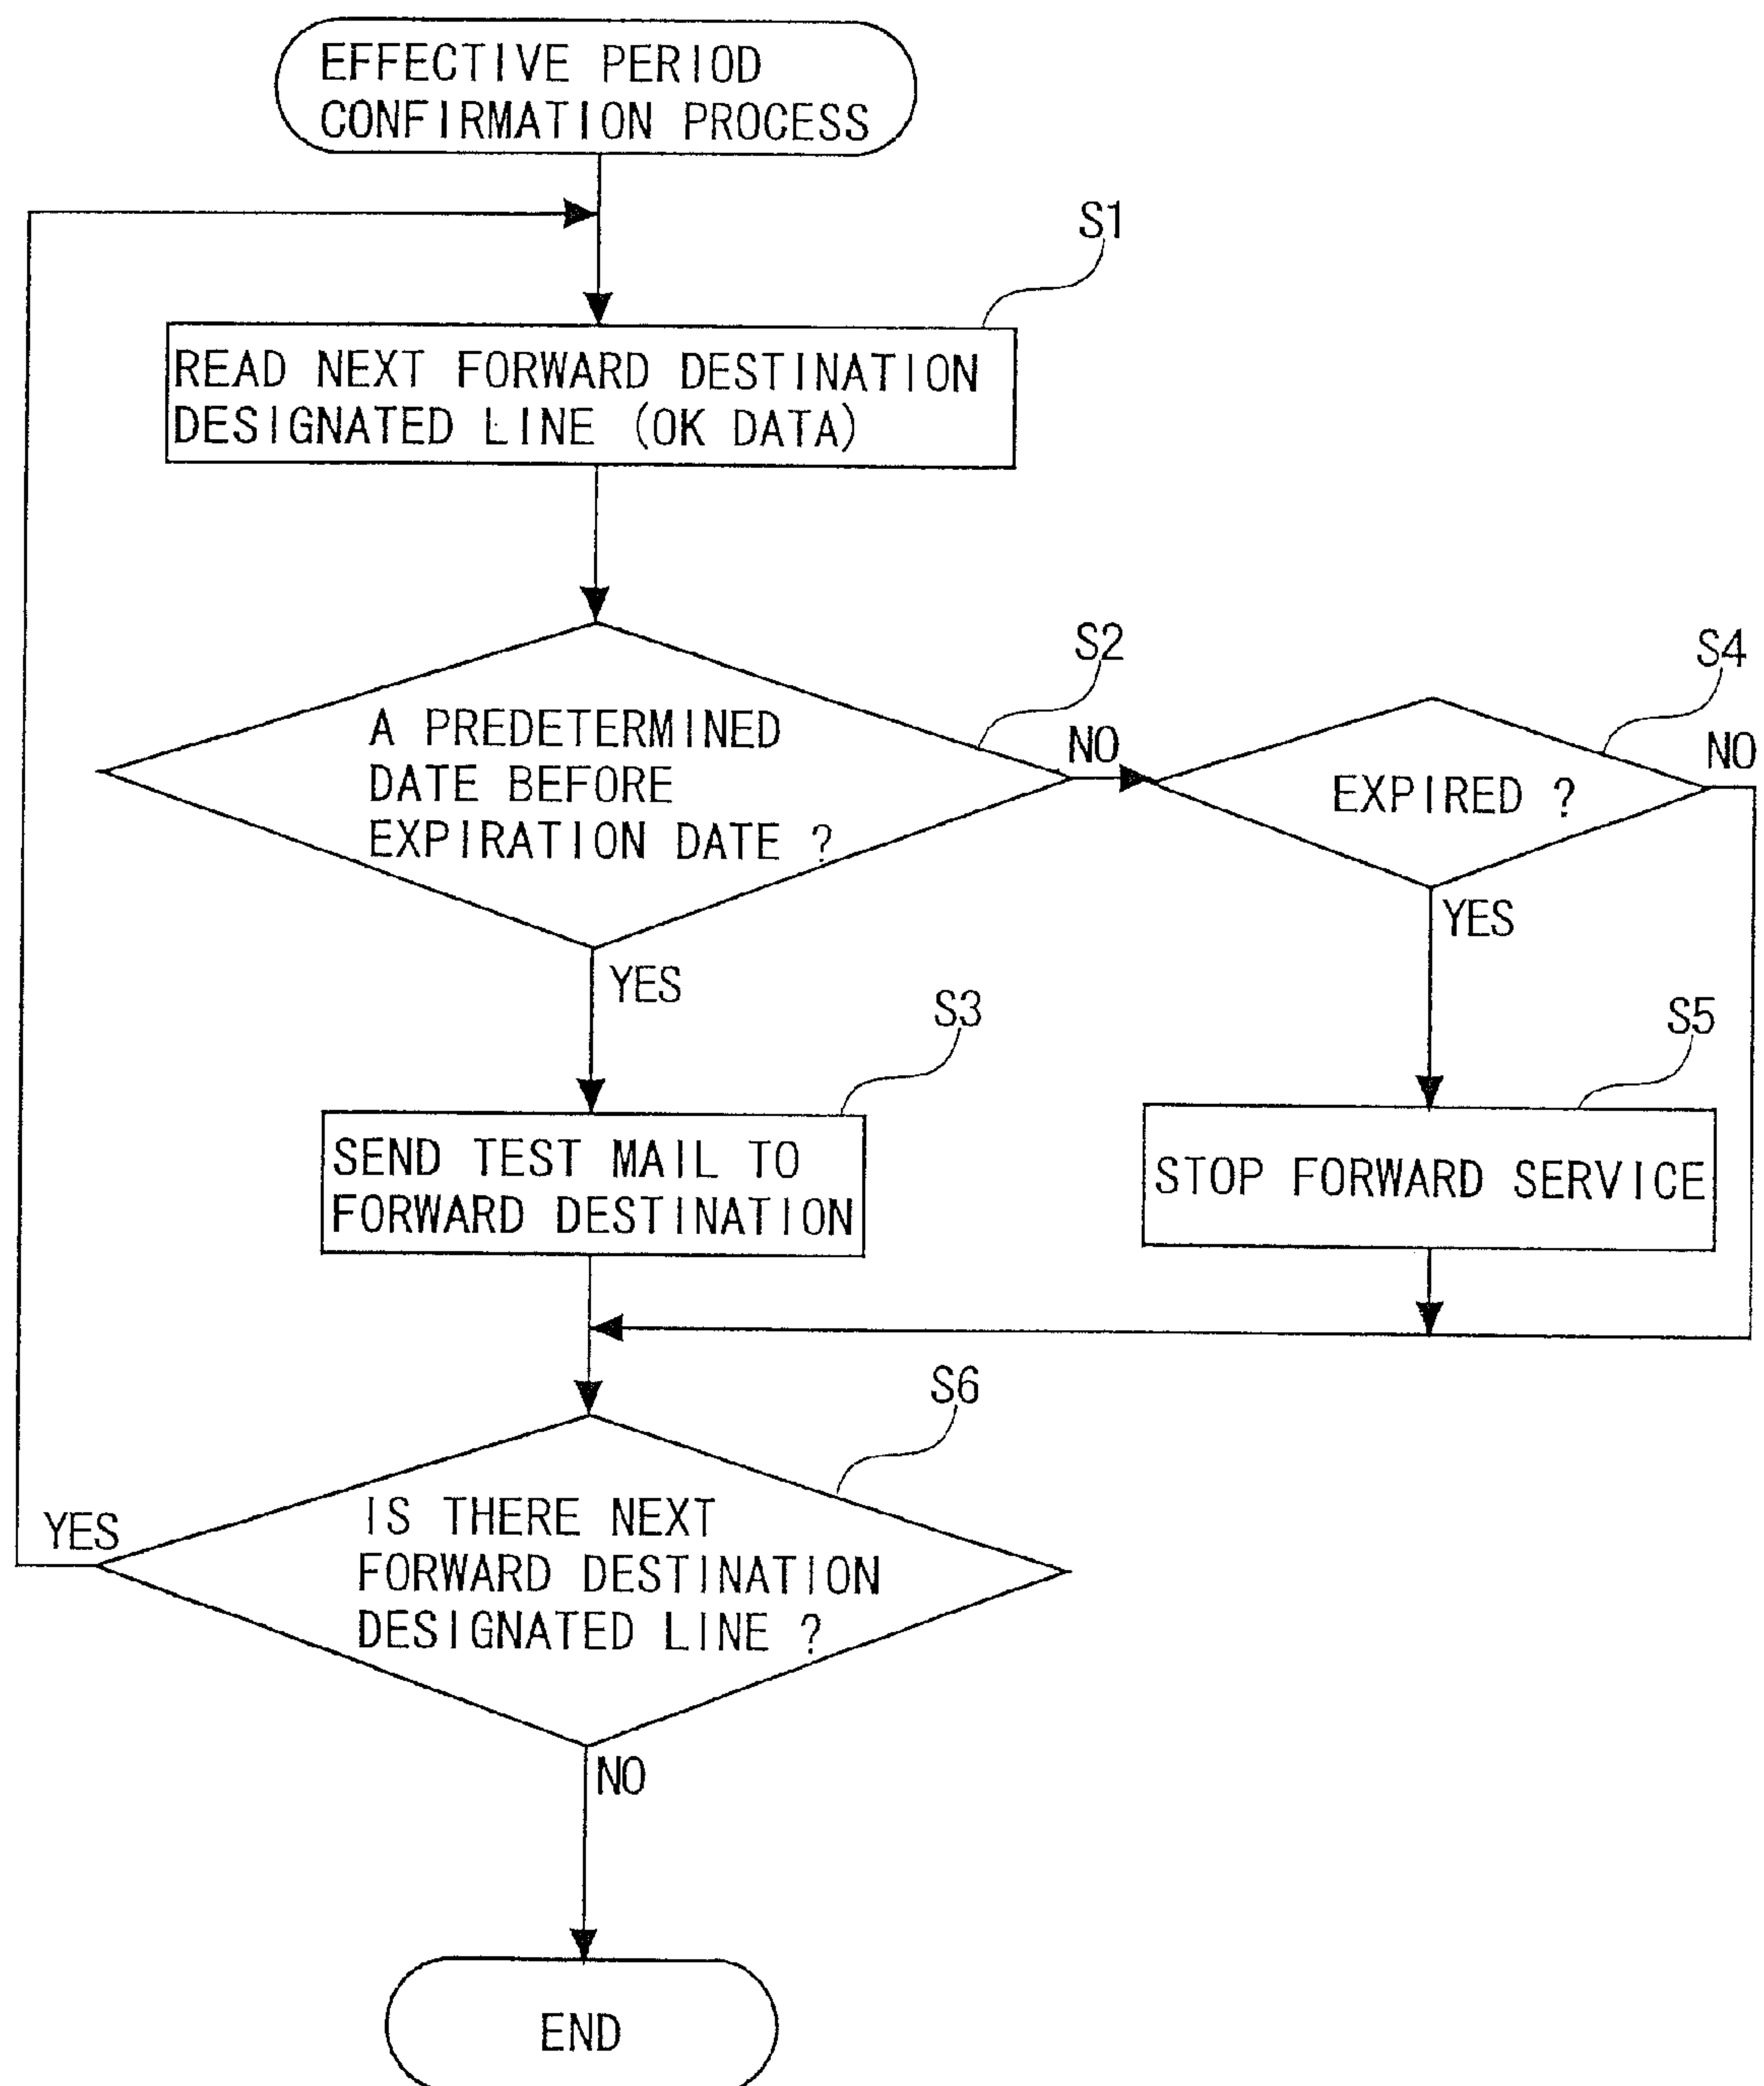 EFFECTIVE PERIOD
CONFIRMATION PROCESS
S1
READ NEXT FORWARD DESTINATION
DESIGNATED LINE (OK DATA)
S2
A PREDETERMINED
DATE BEFORE
EXPIRATION DATE ?
NO
S4
EXPIRED ?
NO
YES
YES
S3
SEND TEST MAIL TO
FORWARD DESTINATION
S5
STOP FORWARD SERVICE
S6
IS THERE NEXT
FORWARD DESTINATION
DESIGNATED LINE ?
YES
NO
END